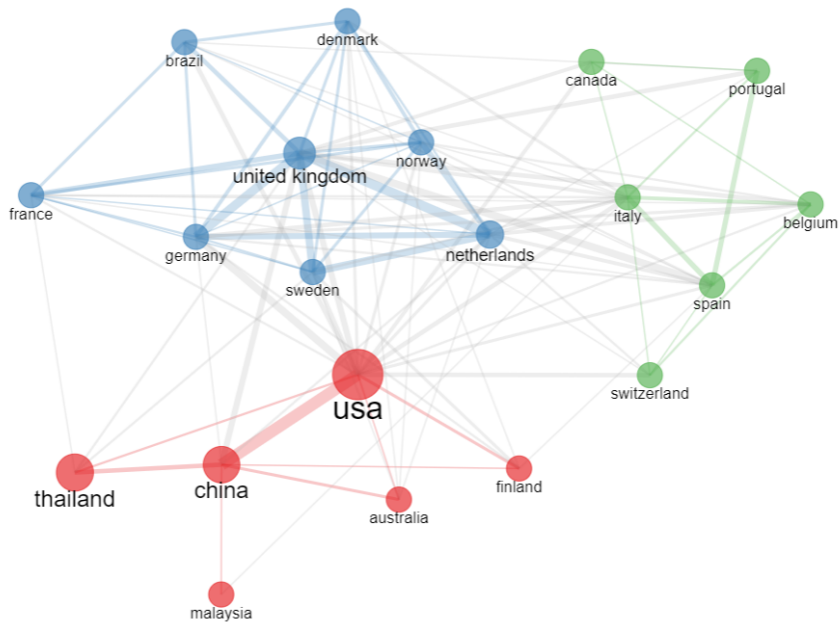 denmark
brazil
canada
portugal
norway
united kingdom
france
italy
belgium
germany
netherlands
sweden
spain
switzerland
usa
finland
thailand
china
australia
malaysia